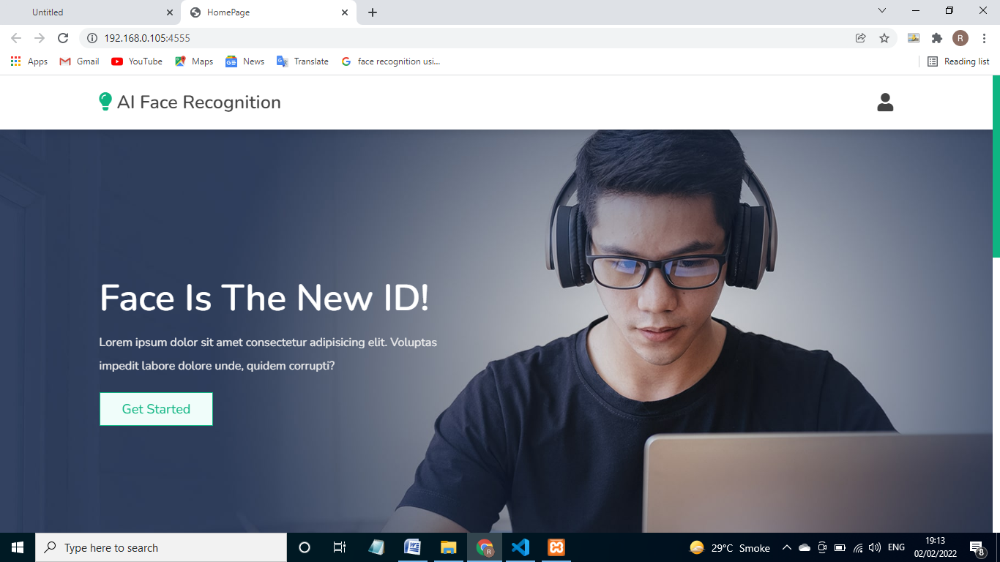 Untitled
HomePage
192.168.0.105:4555
R
Apps
Gmail
YouTube
Maps
News
Translate
face recognition usi...
Reading list
AI Face Recognition
Face Is The New ID!
Lorem ipsum dolor sit amet consectetur adipisicing elit. Voluptas
impedit labore dolore unde, quidem corrupti?
Get Started
Type here to search
29°C Smoke
ENG
19:13
02/02/2022
8